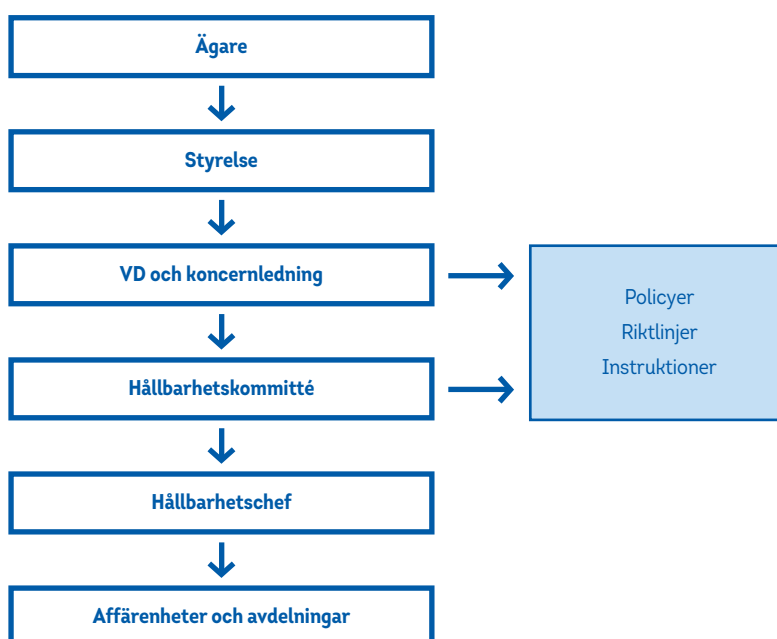 Ägare
Styrelse
VD och koncernledning
Policyer
Riktlinjer
Instruktioner
Hållbarhetskommitté
Hållbarhetschef
Affärenheter och avdelningar